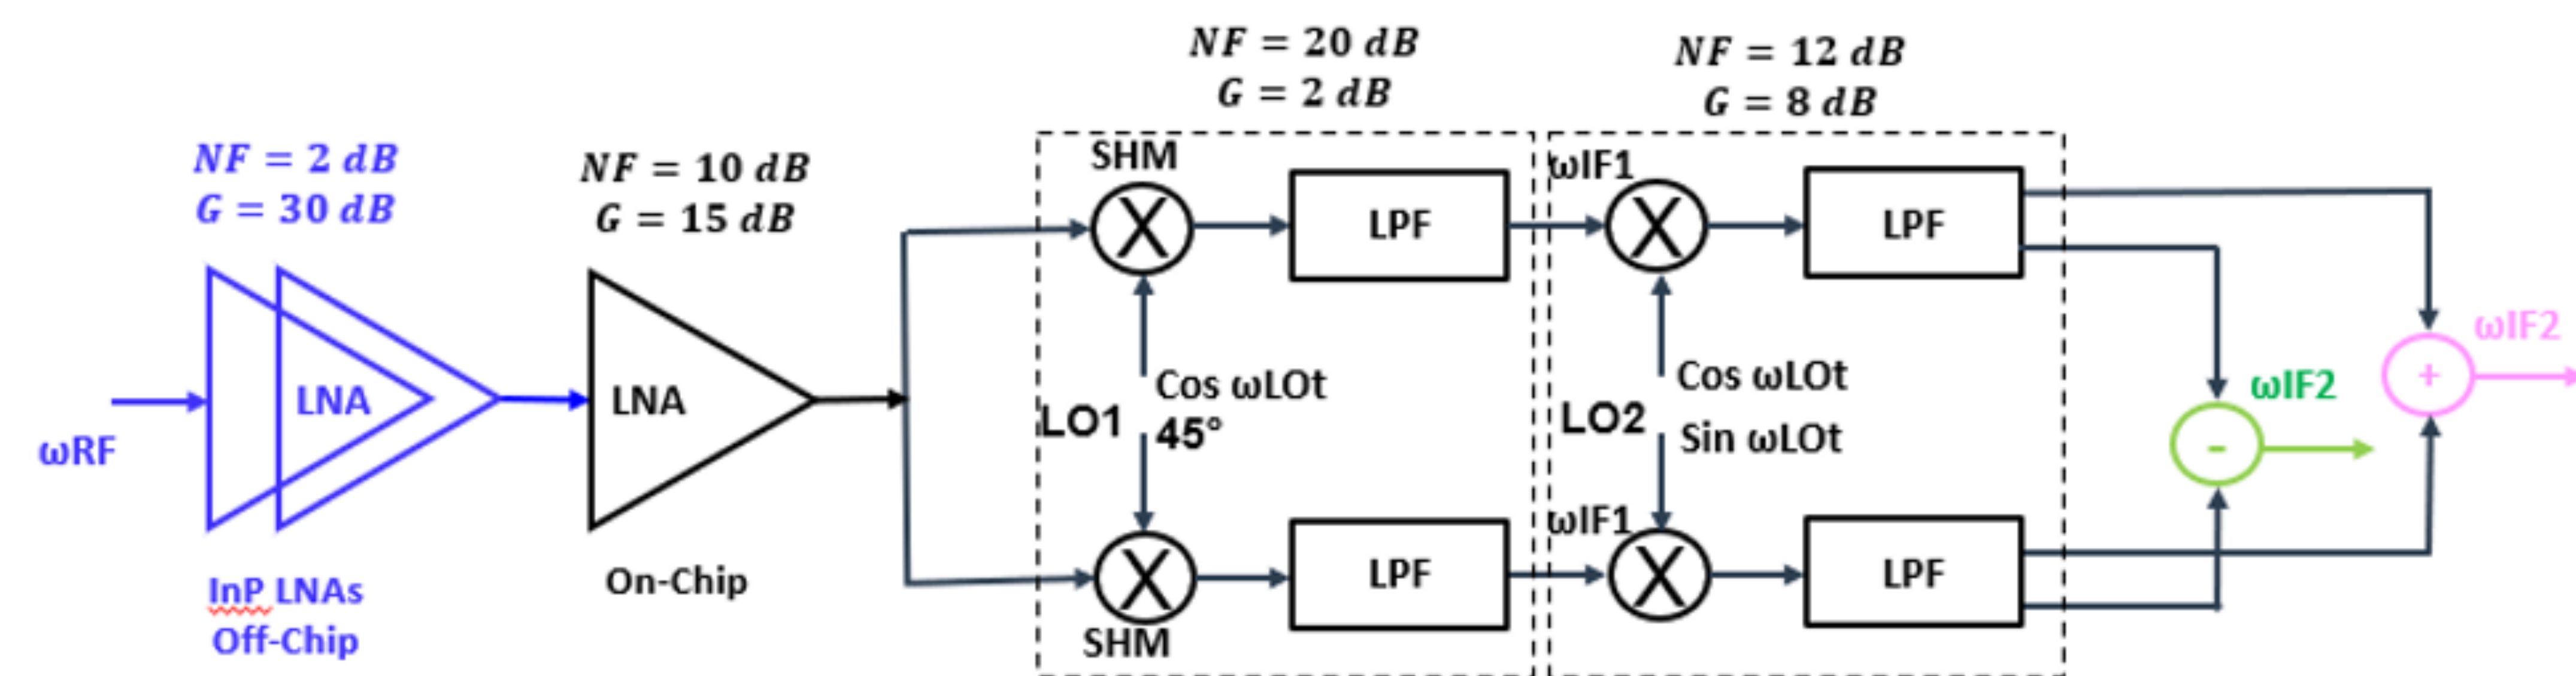 NF = 20 dB
G = 2 dB
NF = 12 dB
G = 8 dB
NF = 2 dB
G = 30 dB
NF = 10 dB
G = 15 dB
SHM
X
LPF
ωIF1
X
LPF
ωIF2
+
LNA
LNA
ωRF
Cos ωLOt
LO1
45°
Cos ωLOt
LO2
Sin ωLOt
ωIF2
-
InP LNAs
Off-Chip
On-Chip
X
SHM
LPF
ωIF1
X
LPF